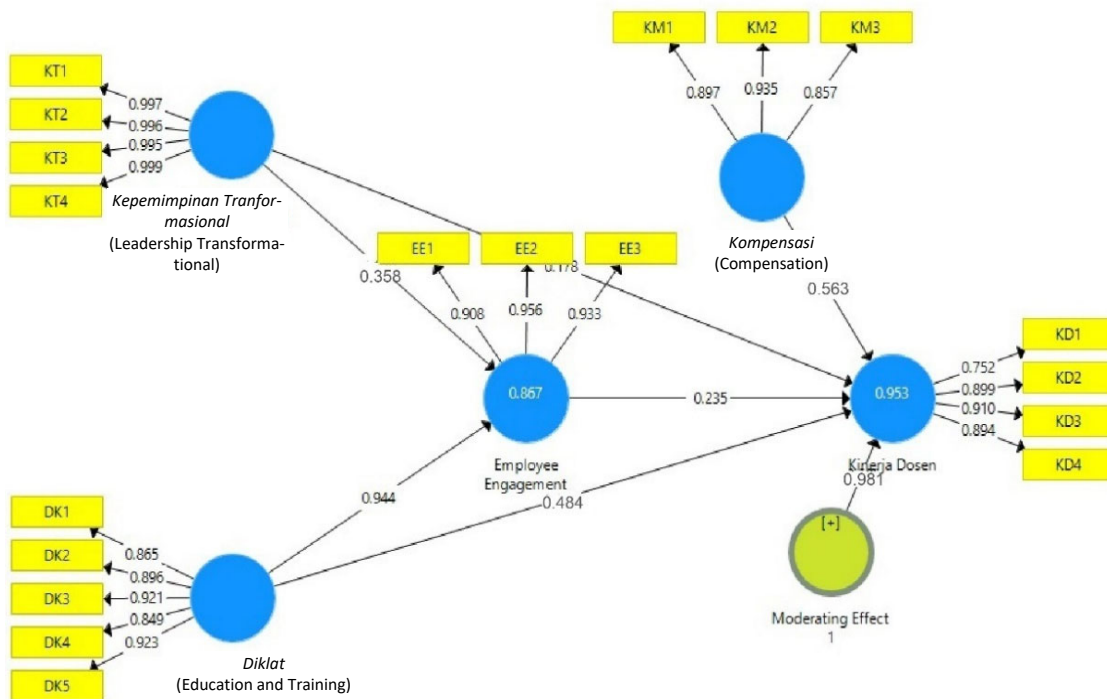 KM1
KM2
KM3
0.897
0.935
0.857
KT1
KT2
KT3
KT4
0.997
0.996
0.995
0.999
Kepemimpinan Tranfor-
masional
(Leadership Transforma-
tional)
Kompensasi
(Compensation)
EE1
EE2
EE3
0.178
0.358
0.563
0.908
0.956
0.933
0.867
0.235
0.953
KD1
KD2
KD3
KD4
0.752
0.899
0.910
0.894
Employee
Engagement
Kinerja Dosen
0.981
0.944
0.484
DK1
DK2
DK3
DK4
DK5
0.865
0.896
0.921
0.849
0.923
[+]
Moderating Effect
1
Diklat
(Education and Training)